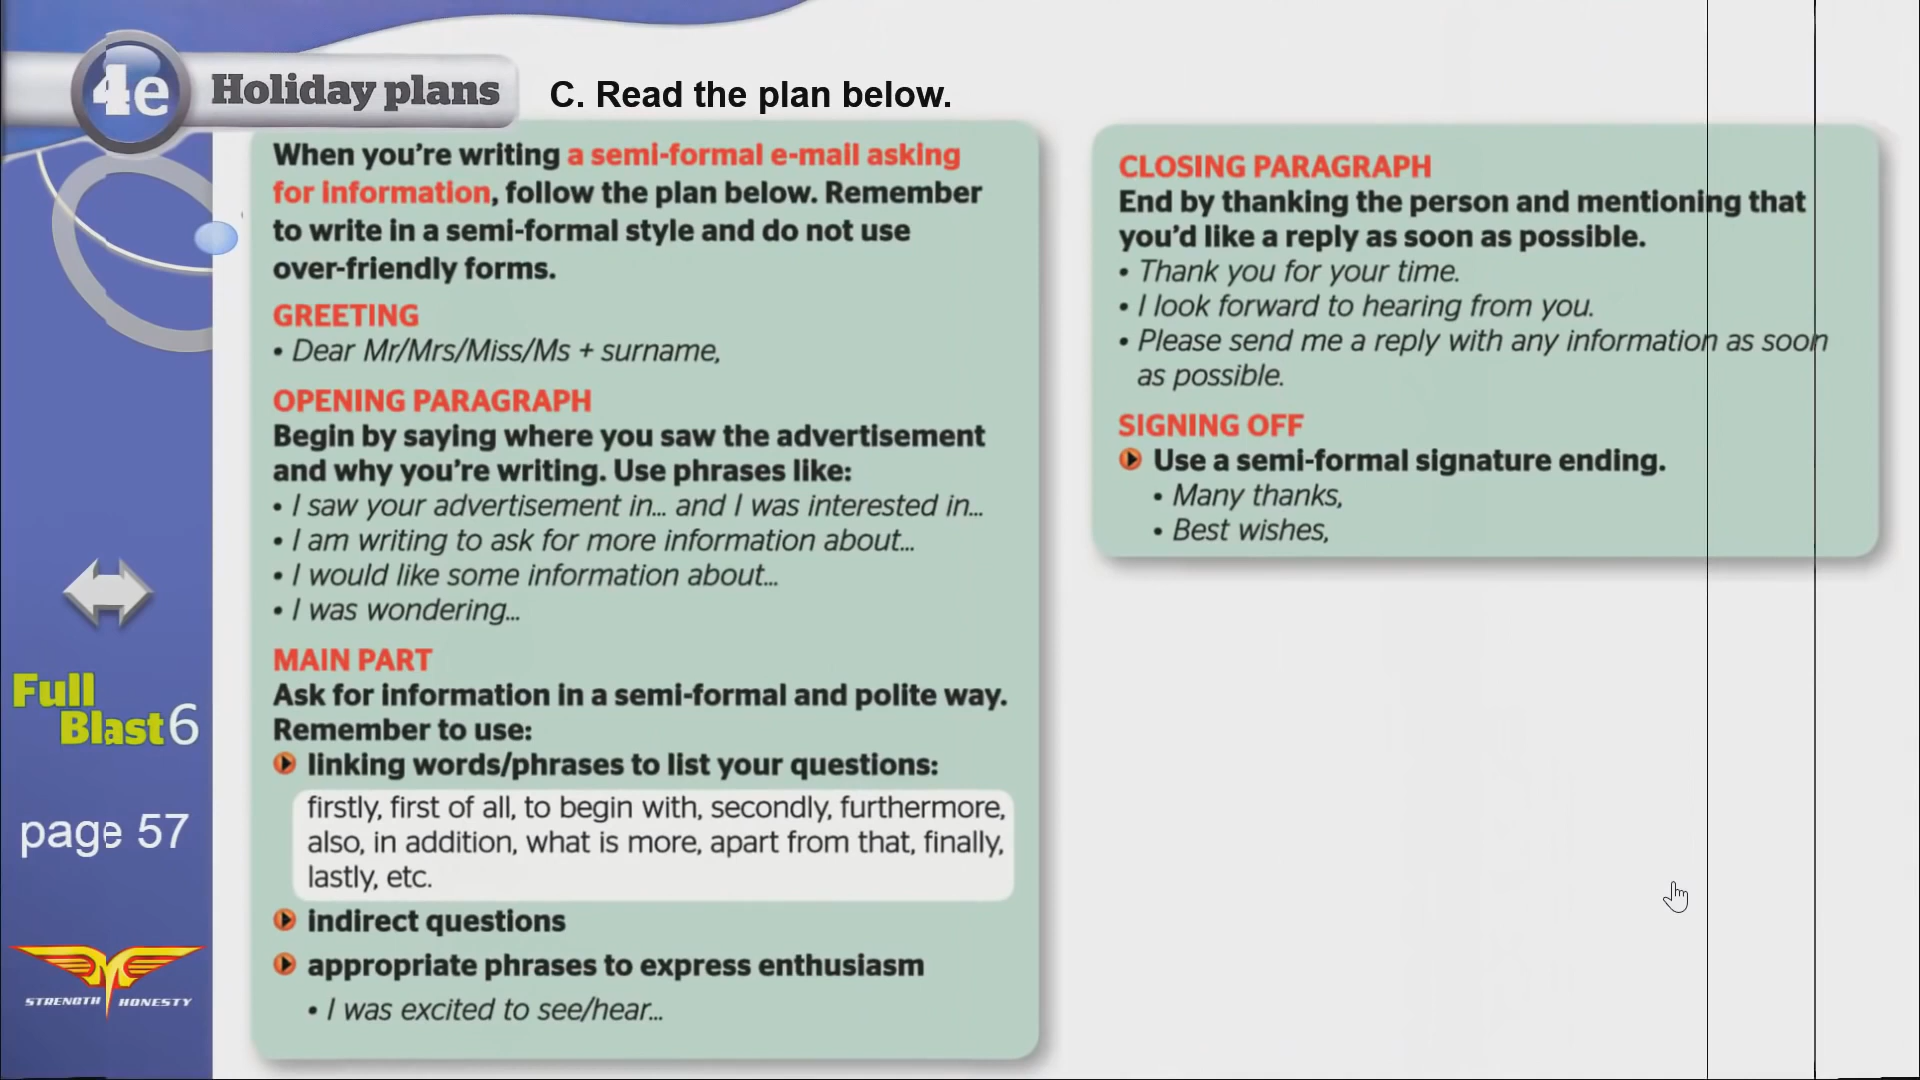 4e Holiday plans
C. Read the plan below.
When you're writing a semi-formal e-mail asking
for information, follow the plan below. Remember
to write in a semi-formal style and do not use
over-friendly forms.
GREETING
• Dear Mr/Mrs/Miss/Ms + surname,
OPENING PARAGRAPH
Begin by saying where you saw the advertisement
and why you're writing. Use phrases like:
• I saw your advertisement in... and I was interested in...
• I am writing to ask for more information about...
• I would like some information about...
• I was wondering...
MAIN PART
Ask for information in a semi-formal and polite way.
Remember to use:
linking words/phrases to list your questions:
firstly, first of all, to begin with, secondly, furthermore,
also, in addition, what is more, apart from that, finally,
lastly, etc.
indirect questions
appropriate phrases to express enthusiasm
• I was excited to see/hear...
CLOSING PARAGRAPH
End by thanking the person and mentioning that
you'd like a reply as soon as possible.
• Thank you for your time.
• I look forward to hearing from you.
• Please send me a reply with any information as soon
as possible.
SIGNING OFF
Use a semi-formal signature ending.
• Many thanks,
• Best wishes,
Full
Blast 6
page 57
STRENGTH HONESTY